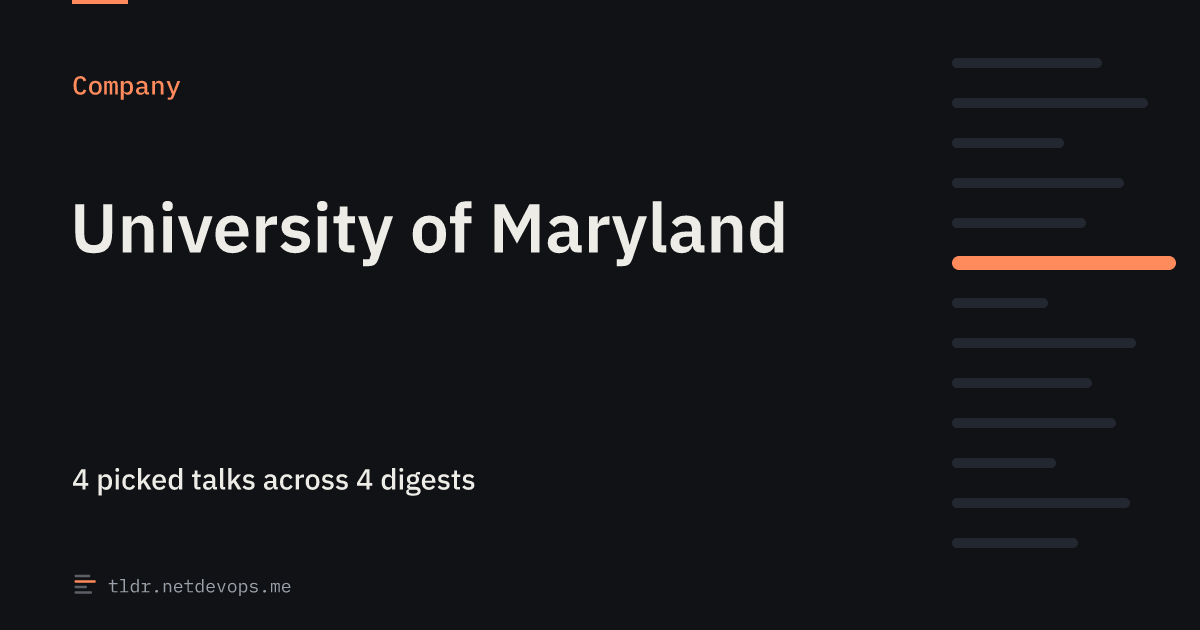 Company
University of Maryland
4 picked talks across 4 digests
tldr.netdevops.me